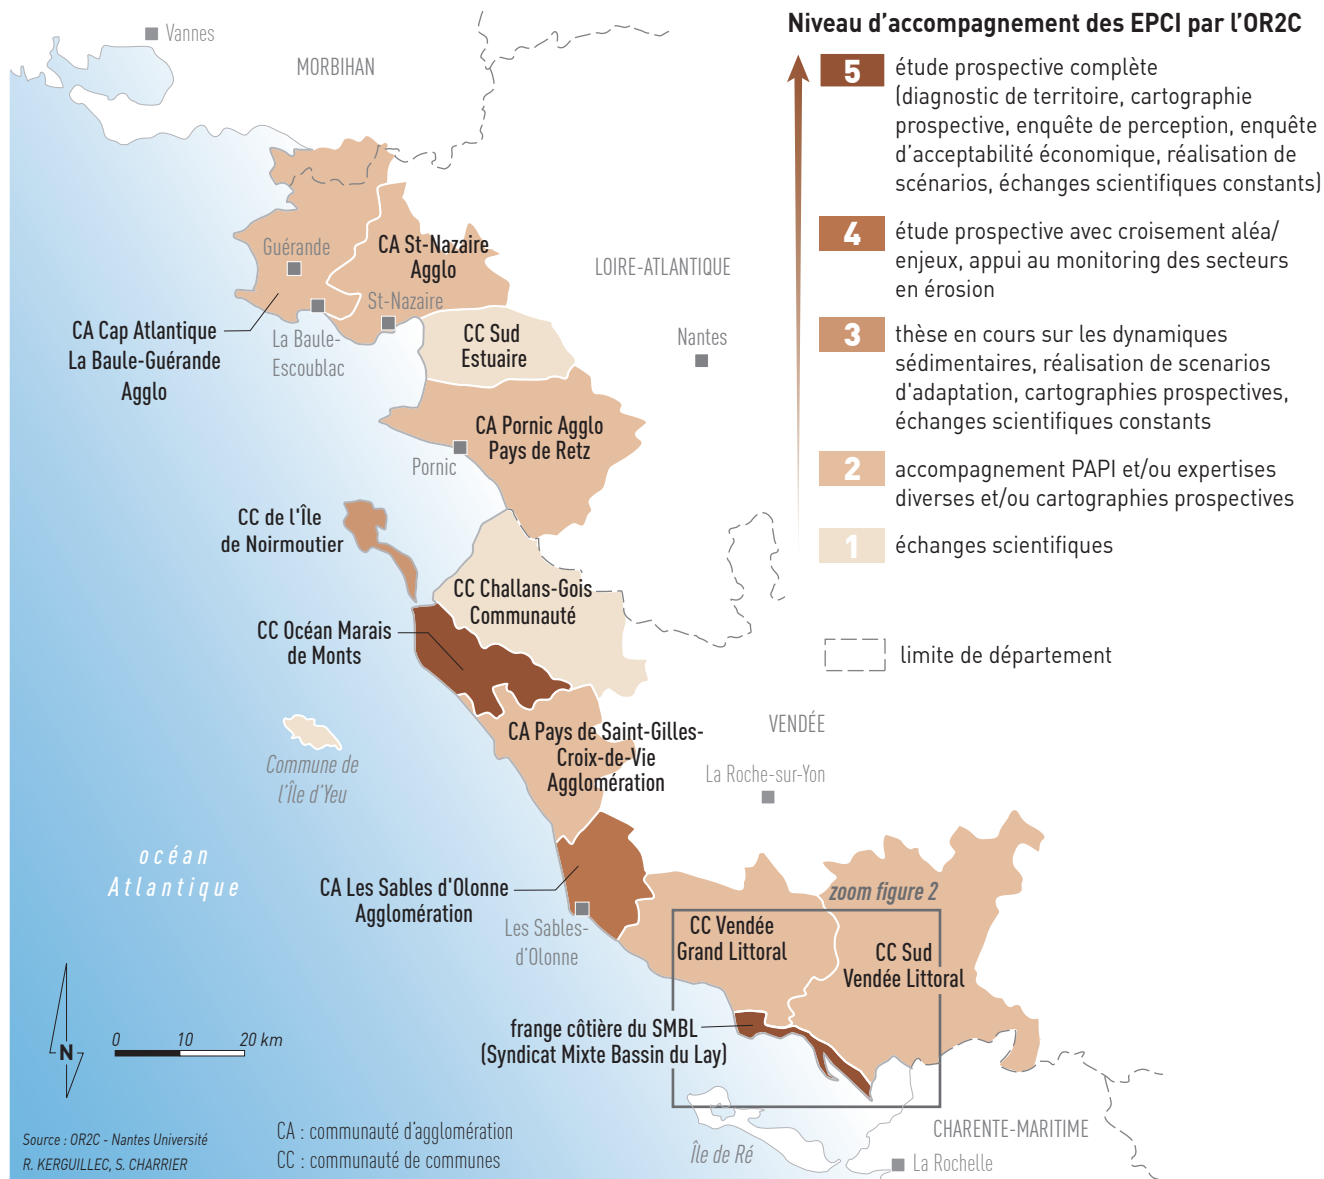 Niveau d’accompagnement des EPCI par l’OR2C
5
étude prospective complète
(diagnostic de territoire, cartographie
prospective, enquête de perception, enquête
d’acceptabilité économique, réalisation de
scénarios, échanges scientifiques constants)
4
étude prospective avec croisement aléa/
enjeux, appui au monitoring des secteurs
en érosion
3
thèse en cours sur les dynamiques
sédimentaires, réalisation de scenarios
d'adaptation, cartographies prospectives,
échanges scientifiques constants
2
accompagnement PAPI et/ou expertises
diverses et/ou cartographies prospectives
1
échanges scientifiques
limite de département
Vannes
MORBIHAN
Guérande
CA St-Nazaire
Agglo
LOIRE-ATLANTIQUE
St-Nazaire
CA Cap Atlantique
La Baule-Guérande
Agglo
La Baule-
Escoublac
CC Sud
Estuaire
Nantes
CA Pornic Agglo
Pays de Retz
Pornic
CC de l'Île
de Noirmoutier
CC Challans-Gois
Communauté
CC Océan Marais
de Monts
CA Pays de Saint-Gilles-
Croix-de-Vie
Agglomération
VENDÉE
Commune de
l’Île d’Yeu
La Roche-sur-Yon
océan
Atlantique
CA Les Sables d'Olonne
Agglomération
Les Sables-
d’Olonne
zoom figure 2
CC Vendée
Grand Littoral
CC Sud
Vendée Littoral
frange côtière du SMBL
(Syndicat Mixte Bassin du Lay)
N
0 10 20 km
CHARENTE-MARITIME
Île de Ré
La Rochelle
Source : OR2C - Nantes Université
R. KERGUILLEC, S. CHARRIER
CA : communauté d’agglomération
CC : communauté de communes